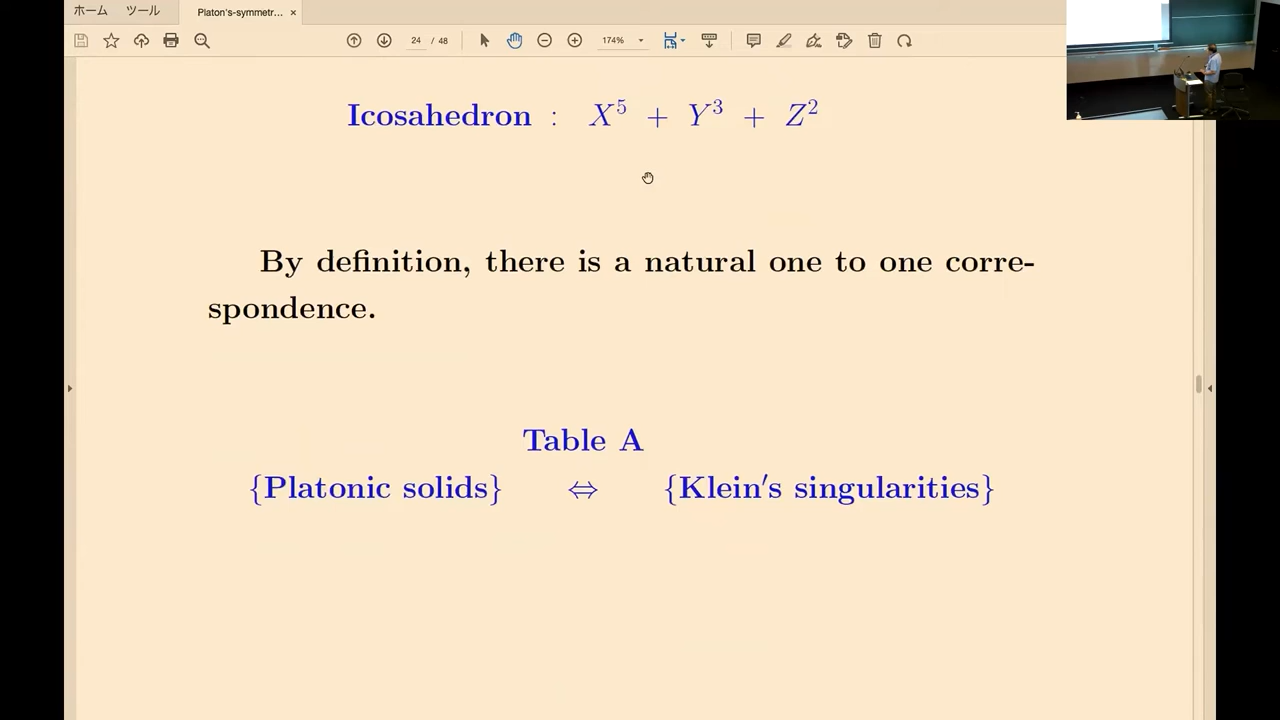 ホーム ツール Platon's-symmetr... ×
24 / 48 174%
Icosahedron : X⁵ + Y³ + Z²
By definition, there is a natural one to one corre-
spondence.
Table A
{Platonic solids} ⇔ {Klein′s singularities}